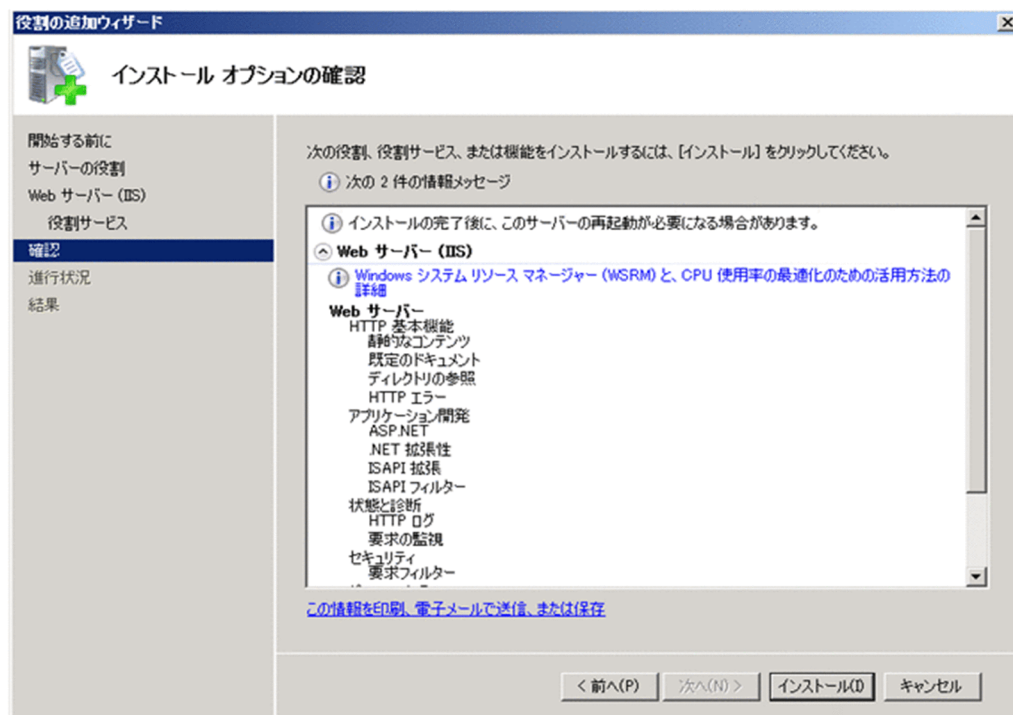 役割の追加ウィザード
インストール オプションの確認
開始する前に
サーバーの役割
Web サーバー (IIS)
役割サービス
確認
進行状況
結果
次の役割、役割サービス、または機能をインストールするには、[インストール] をクリックしてください。
次の 2 件の情報メッセージ
インストールの完了後に、このサーバーの再起動が必要になる場合があります。
Web サーバー (IIS)
Windows システム リソース マネージャー (WSRM) と、CPU 使用率の最適化のための活用方法の
詳細
Web サーバー
HTTP 基本機能
静的なコンテンツ
既定のドキュメント
ディレクトリの参照
HTTP エラー
アプリケーション開発
ASP.NET
.NET 拡張性
ISAPI 拡張
ISAPI フィルター
状態と診断
HTTP ログ
要求の監視
セキュリティ
要求フィルター
この情報を印刷、電子メールで送信、または保存
< 前へ(P)
次へ(N) >
インストール(I)
キャンセル